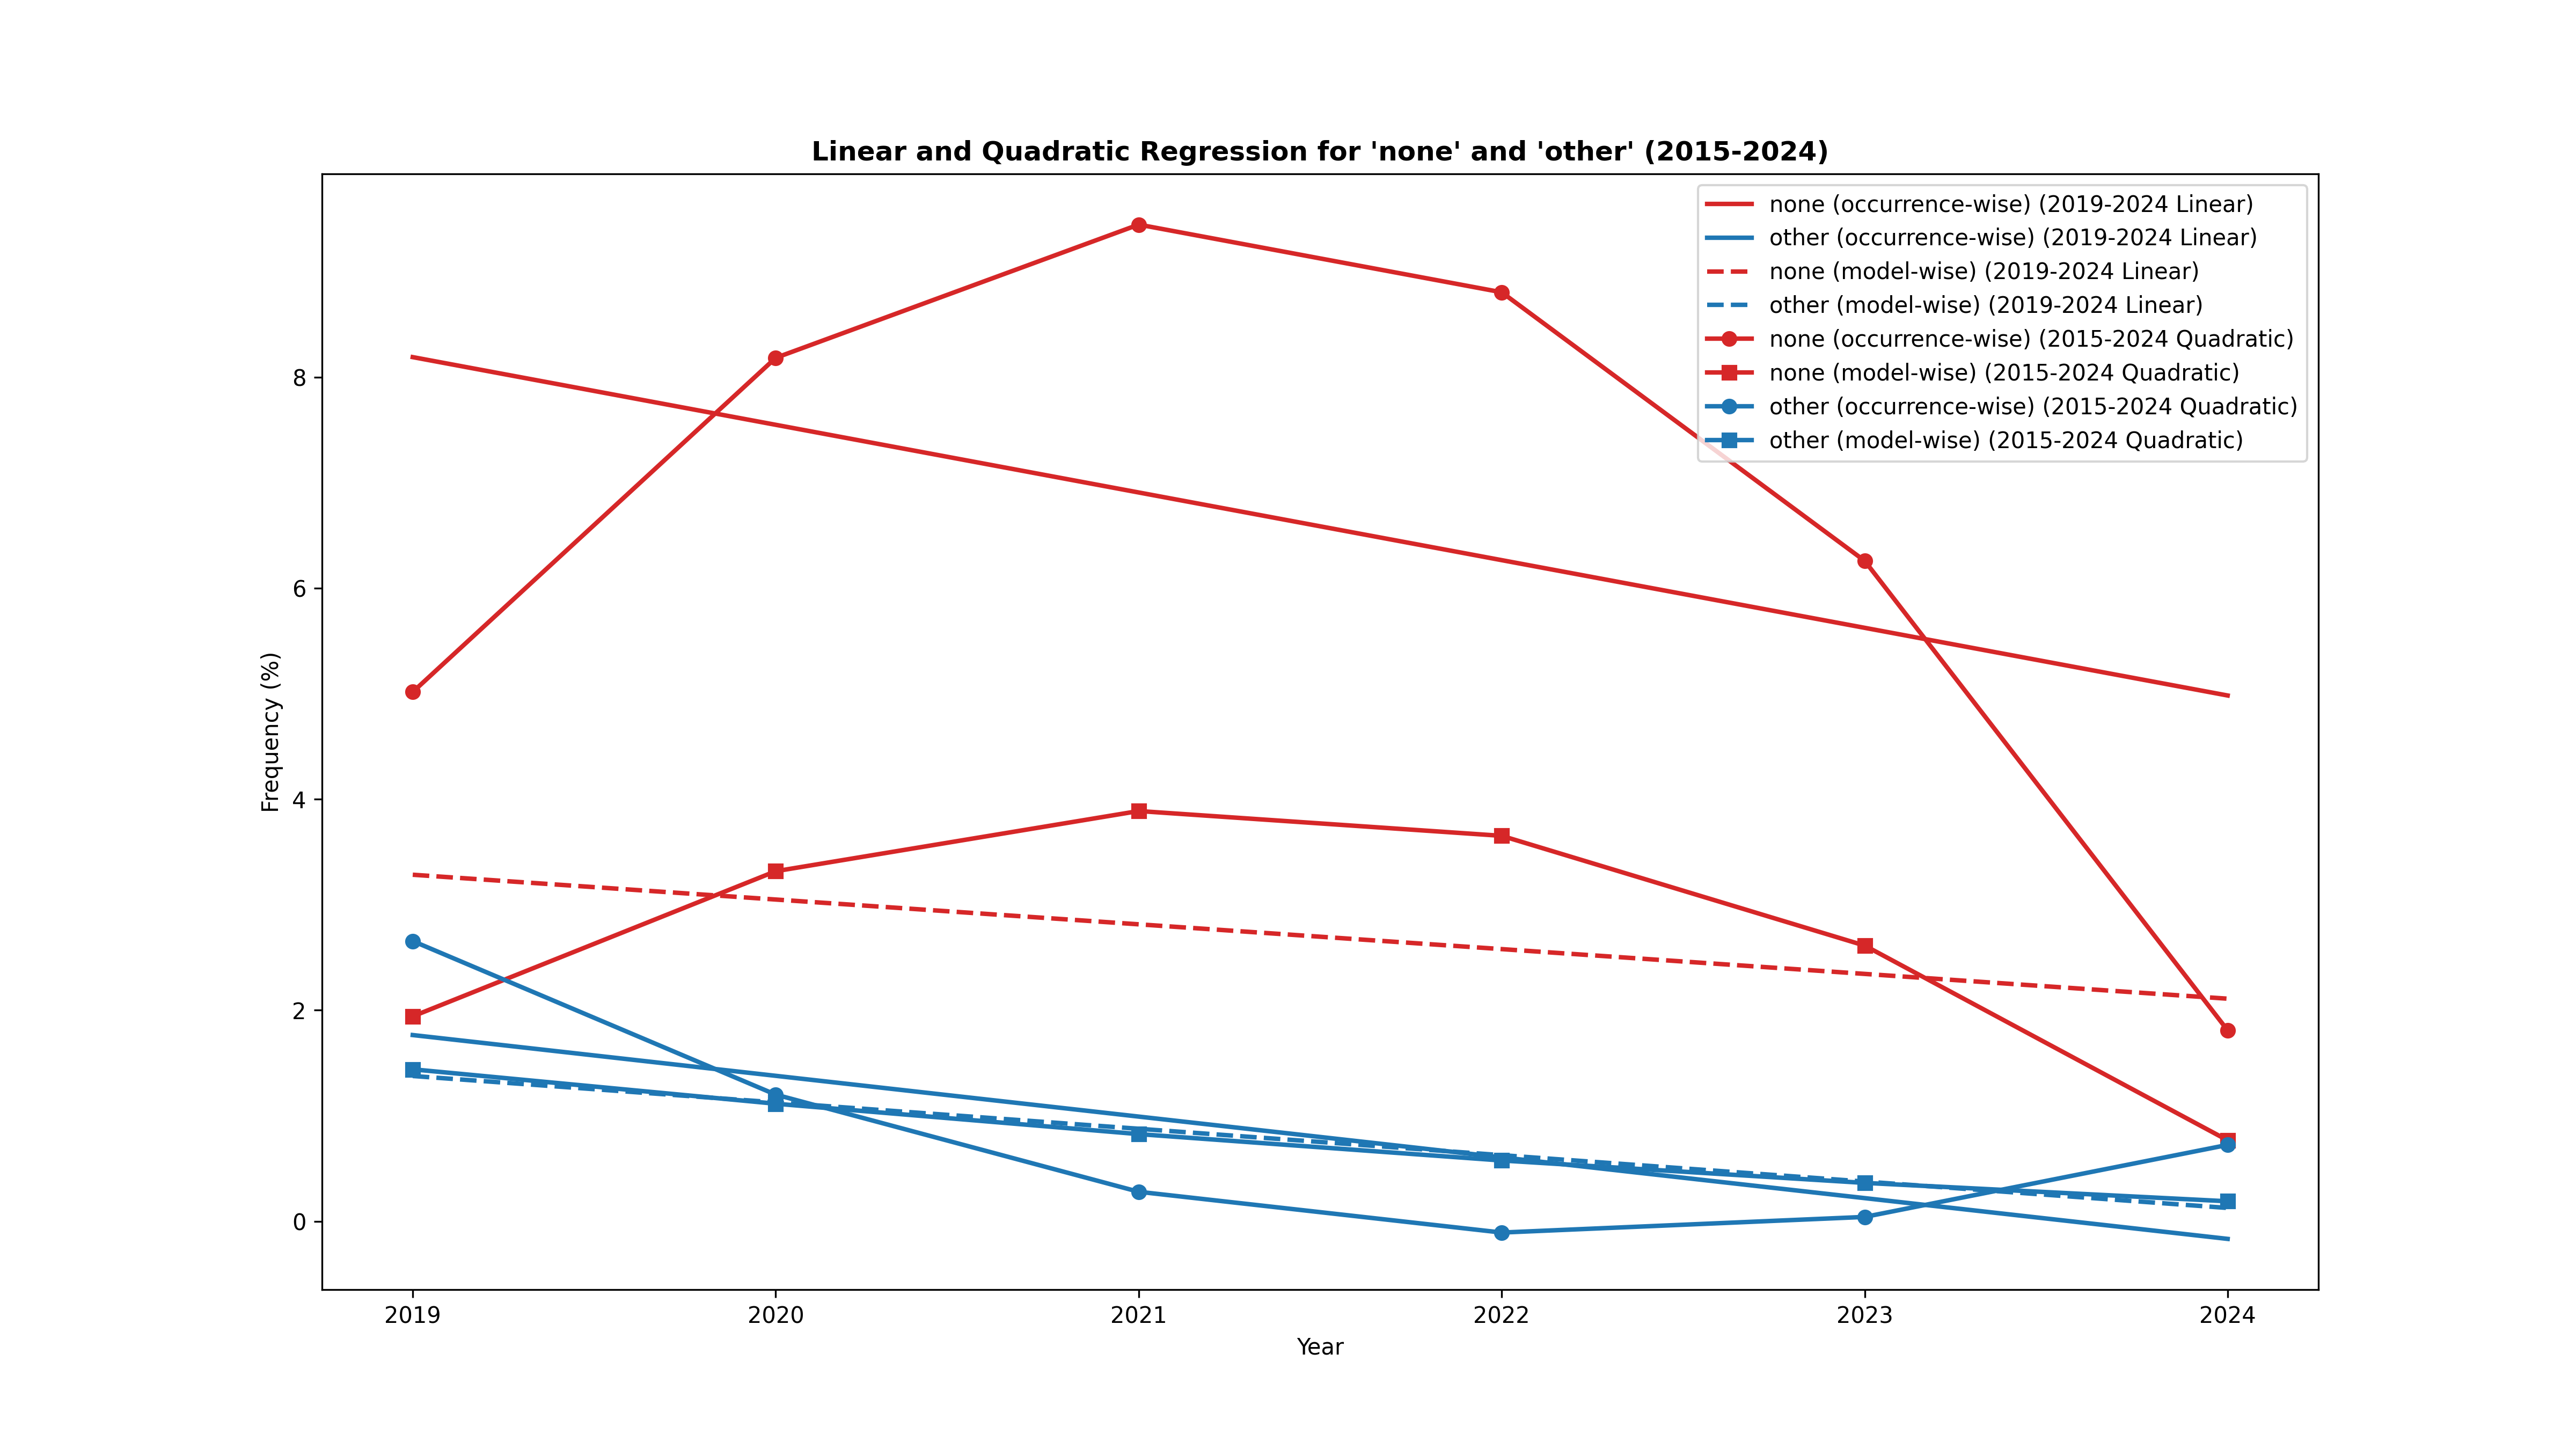 Linear and Quadratic Regression for 'none' and 'other' (2015-2024)
none (occurrence-wise) (2019-2024 Linear)
other (occurrence-wise) (2019-2024 Linear)
none (model-wise) (2019-2024 Linear)
other (model-wise) (2019-2024 Linear)
none (occurrence-wise) (2015-2024 Quadratic)
none (model-wise) (2015-2024 Quadratic)
other (occurrence-wise) (2015-2024 Quadratic)
other (model-wise) (2015-2024 Quadratic)
Frequency (%)
8
6
4
2
0
2019 2020 2021 2022 2023 2024
Year